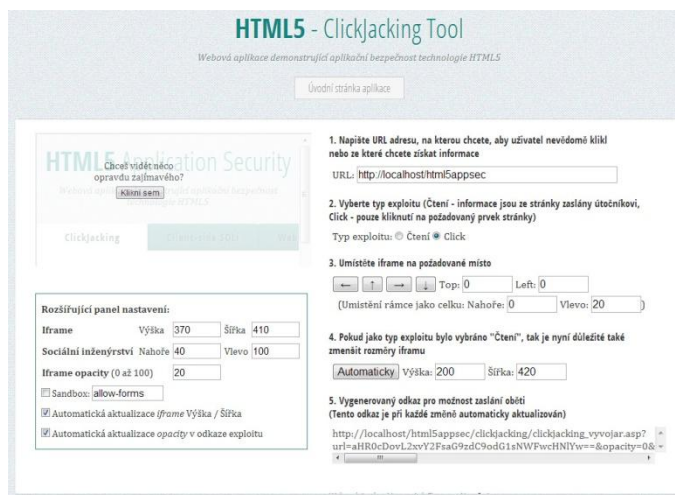 HTML5 - ClickJacking Tool
Webová aplikace demonstrující aplikační bezpečnost technologie HTML5
Úvodní stránka aplikace
HTML5 Application Security
Chceš vidět něco
opravdu zajímavého?
Klikni sem
technologie HTML5
ClickJacking
Rozšiřující panel nastavení:
Iframe Výška 370 Šířka 410
Sociální inženýrství Nahoře 40 Vlevo 100
Iframe opacity (0 až 100) 20
Sandbox: allow-forms
Automatická aktualizace iframe Výška / Šířka
Automatická aktualizace opacity v odkaze exploitu
1. Napište URL adresu, na kterou chcete, aby uživatel nevědomě klikl
nebo ze které chcete získat informace
URL: http://localhost/html5appsec
2. Vyberte typ exploitu (Čtení - informace jsou ze stránky zaslány útočníkovi,
Click - pouze kliknutí na požadovaný prvek stránky)
Typ exploitu: Čtení Click
3. Umístěte iframe na požadované místo
← ↑ → ↓ Top: 0 Left: 0
(Umistění rámce jako celku: Nahoře: 0 Vlevo: 20 )
4. Pokud jako typ exploitu bylo vybráno "Čtení", tak je nyní důležité také
zmenšit rozměry iframu
Automaticky Výška: 200 Šířka: 420
5. Vygenerovaný odkaz pro možnost zaslání oběti
(Tento odkaz je při každé změně automaticky aktualizován)
http://localhost/html5appsec/clickjacking/clickjacking_vyvojar.asp?